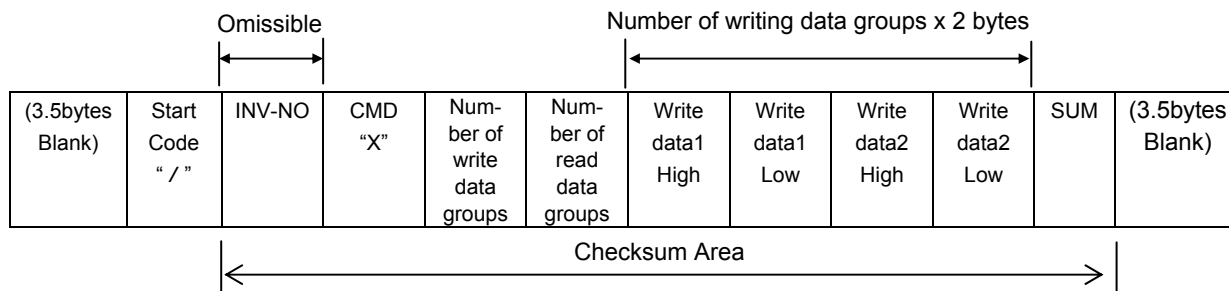 Omissible
Number of writing data groups x 2 bytes
(3.5bytes
Blank)
Start
Code
“ / ”
INV-NO
CMD
“X”
Num-
ber of
write
data
groups
Num-
ber of
read
data
groups
Write
data1
High
Write
data1
Low
Write
data2
High
Write
data2
Low
SUM
(3.5bytes
Blank)
Checksum Area